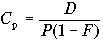 C_p = D / P(1 − F)